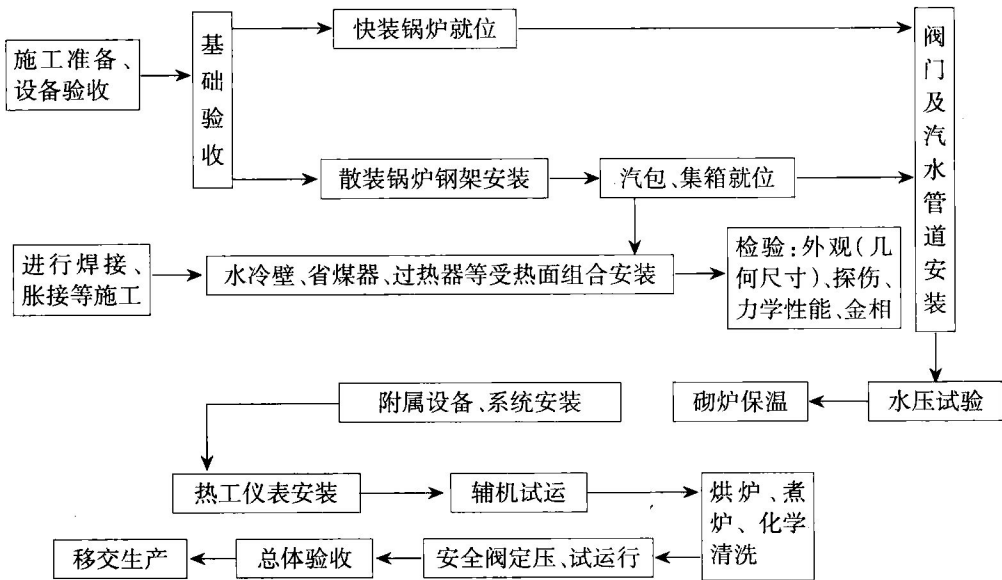 快装锅炉就位
施工准备、
设备验收
基础验收
阀门及汽水管道安装
散装锅炉钢架安装
汽包、集箱就位
进行焊接、
胀接等施工
水冷壁、省煤器、过热器等受热面组合安装
检验:外观(几
何尺寸)、探伤、
力学性能、金相
附属设备、系统安装
砌炉保温
水压试验
热工仪表安装
辅机试运
烘炉、煮
炉、化学
清洗
移交生产
总体验收
安全阀定压、试运行